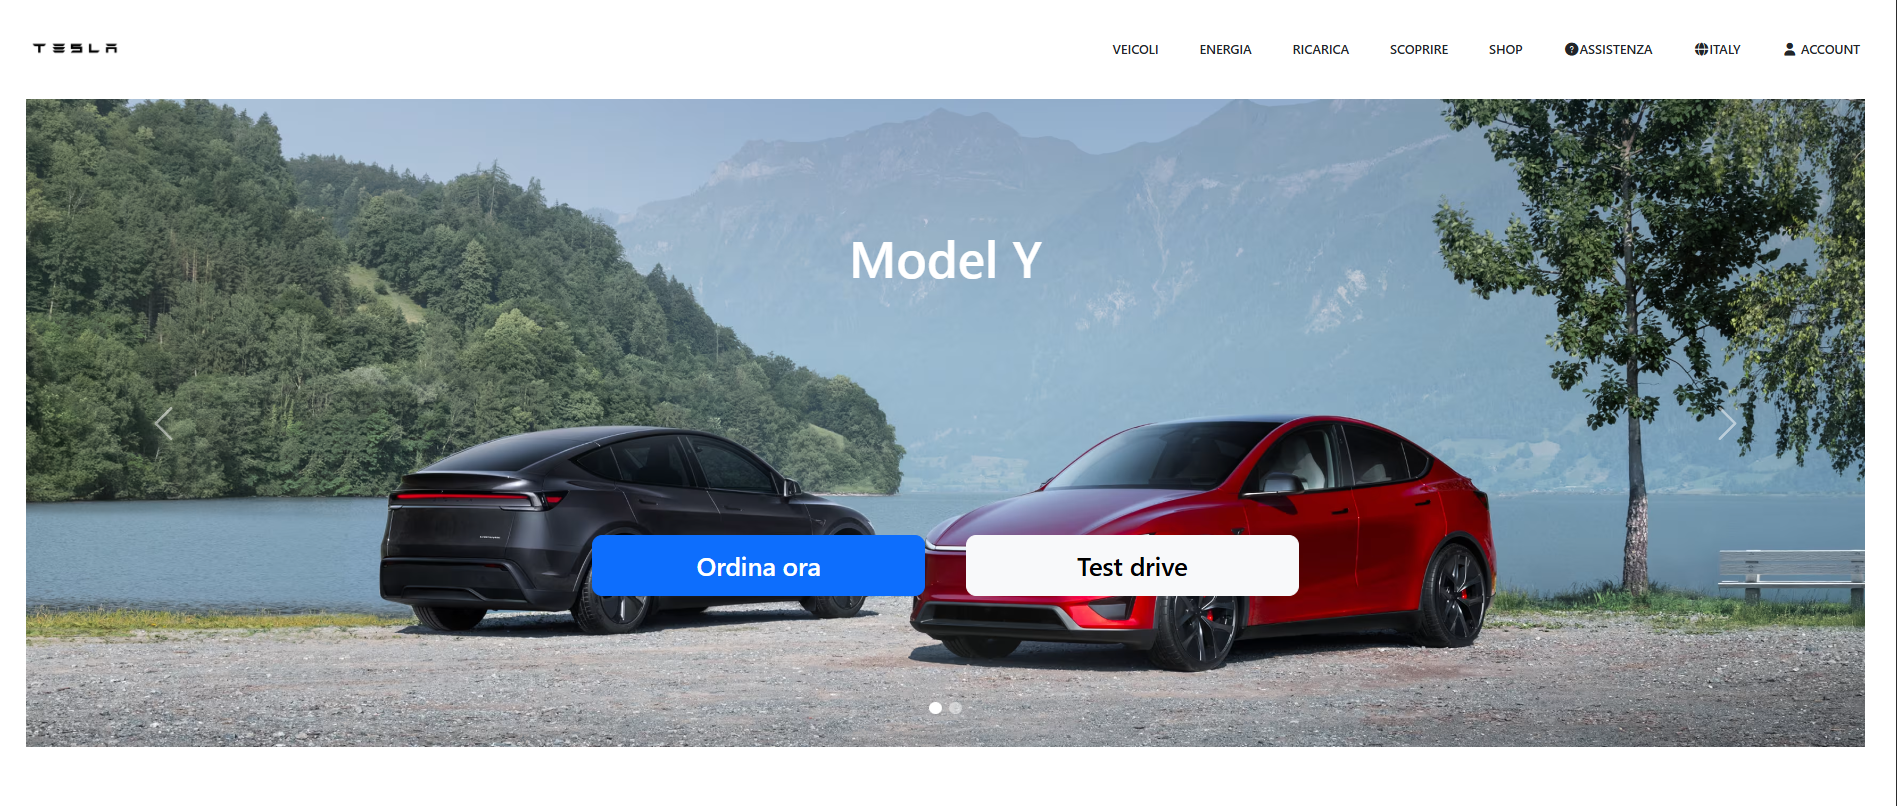 TESLA
VEICOLI
ENERGIA
RICARICA
SCOPRIRE
SHOP
ASSISTENZA
ITALY
ACCOUNT
Model Y
Ordina ora
Test drive